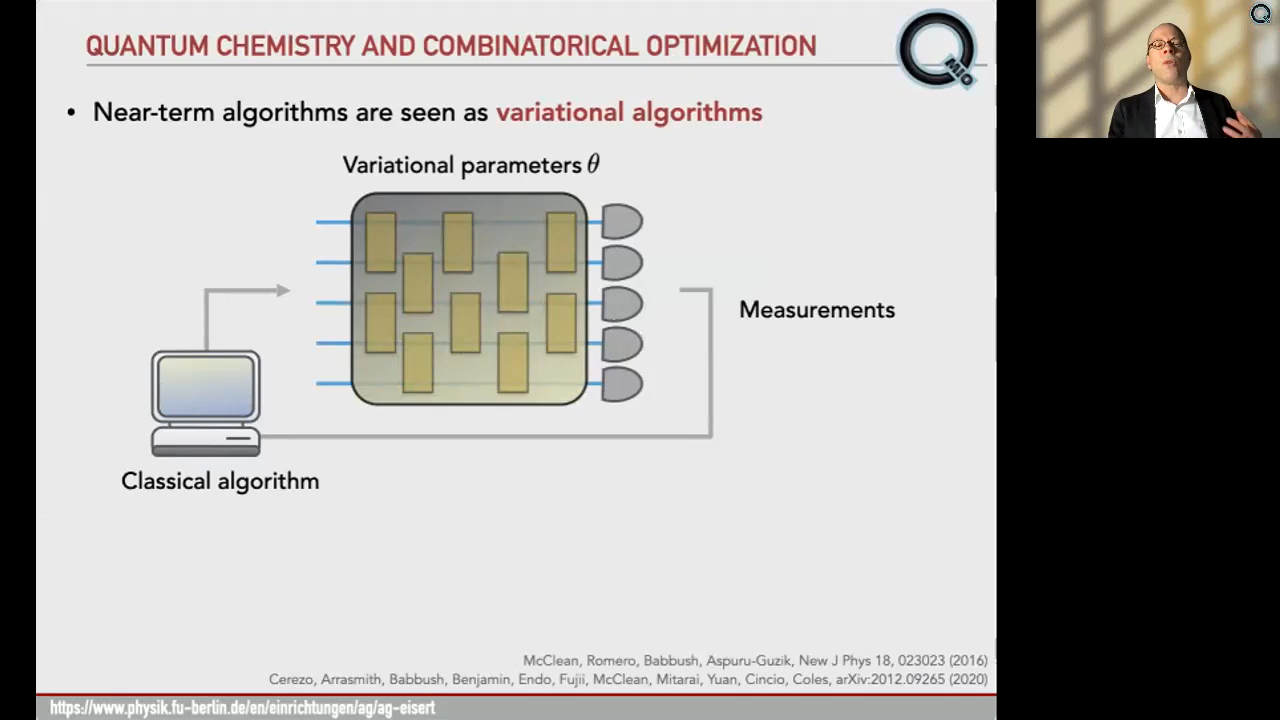 QUANTUM CHEMISTRY AND COMBINATORICAL OPTIMIZATION
QMIO
• Near-term algorithms are seen as variational algorithms
Variational parameters θ
Measurements
Classical algorithm
McClean, Romero, Babbush, Aspuru-Guzik, New J Phys 18, 023023 (2016)
Cerezo, Arrasmith, Babbush, Benjamin, Endo, Fujii, McClean, Mitarai, Yuan, Cincio, Coles, arXiv:2012.09265 (2020)
https://www.physik.fu-berlin.de/en/einrichtungen/ag/ag-eisert